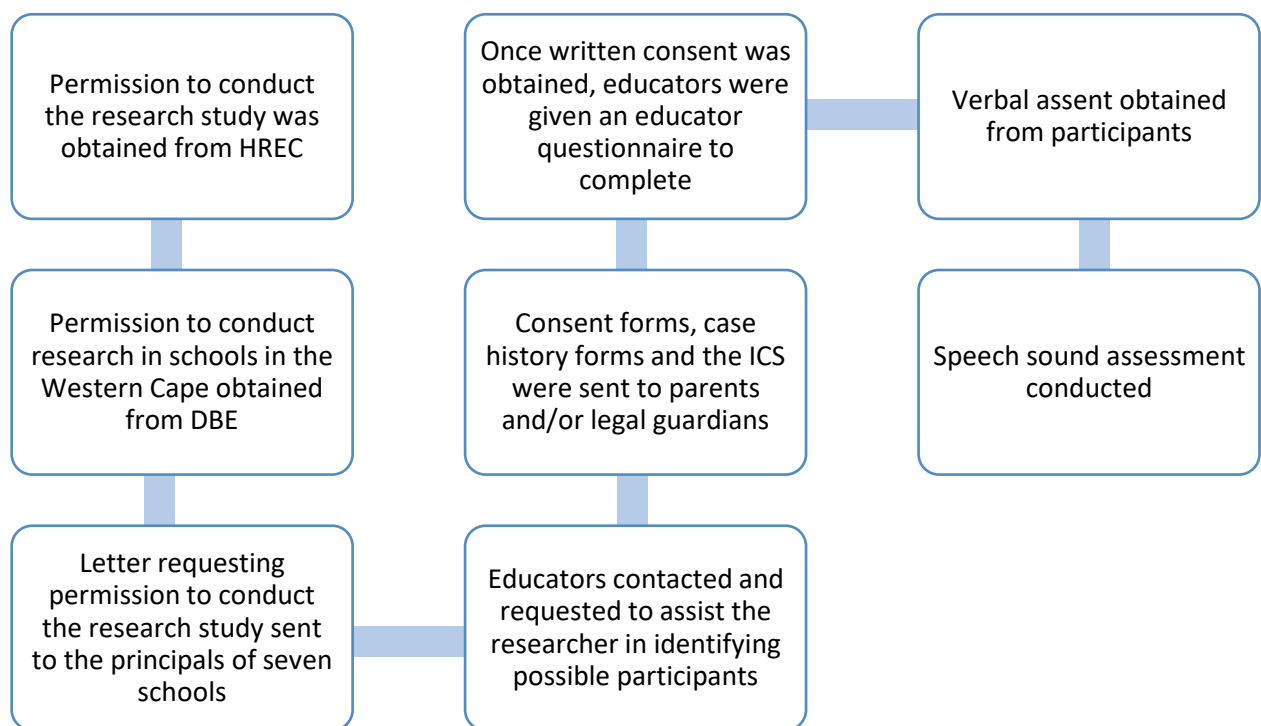 Permission to conduct
the research study was
obtained from HREC
Permission to conduct
research in schools in the
Western Cape obtained
from DBE
Letter requesting
permission to conduct
the research study sent
to the principals of seven
schools
Educators contacted and
requested to assist the
researcher in identifying
possible participants
Consent forms, case
history forms and the ICS
were sent to parents
and/or legal guardians
Once written consent was
obtained, educators were
given an educator
questionnaire to
complete
Verbal assent obtained
from participants
Speech sound assessment
conducted